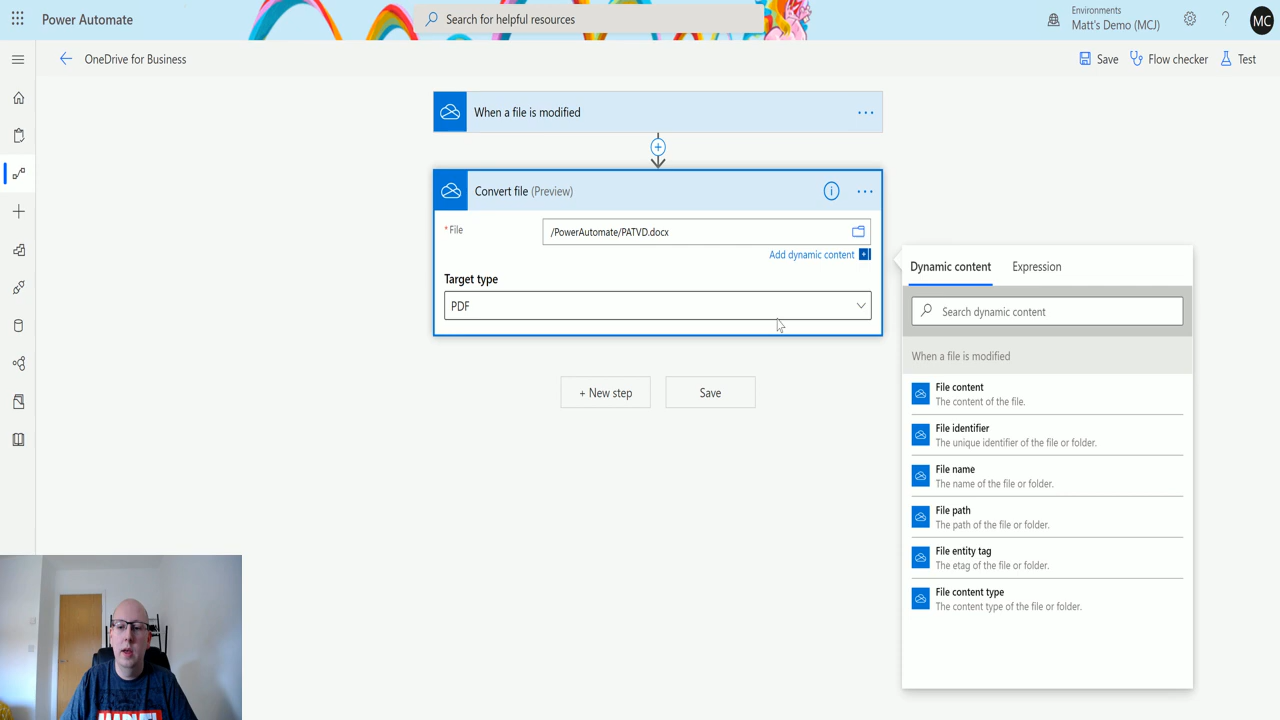 Power Automate
Search for helpful resources
Environments
Matt's Demo (MCJ)
?
MC
OneDrive for Business
Save
Flow checker
Test
When a file is modified
...
Convert file (Preview)
...
* File
/PowerAutomate/PATVD.docx
Add dynamic content
Target type
PDF
+ New step
Save
Dynamic content
Expression
Search dynamic content
When a file is modified
File content
The content of the file.
File identifier
The unique identifier of the file or folder.
File name
The name of the file or folder.
File path
The path of the file or folder.
File entity tag
The etag of the file or folder.
File content type
The content type of the file or folder.
MARVEL